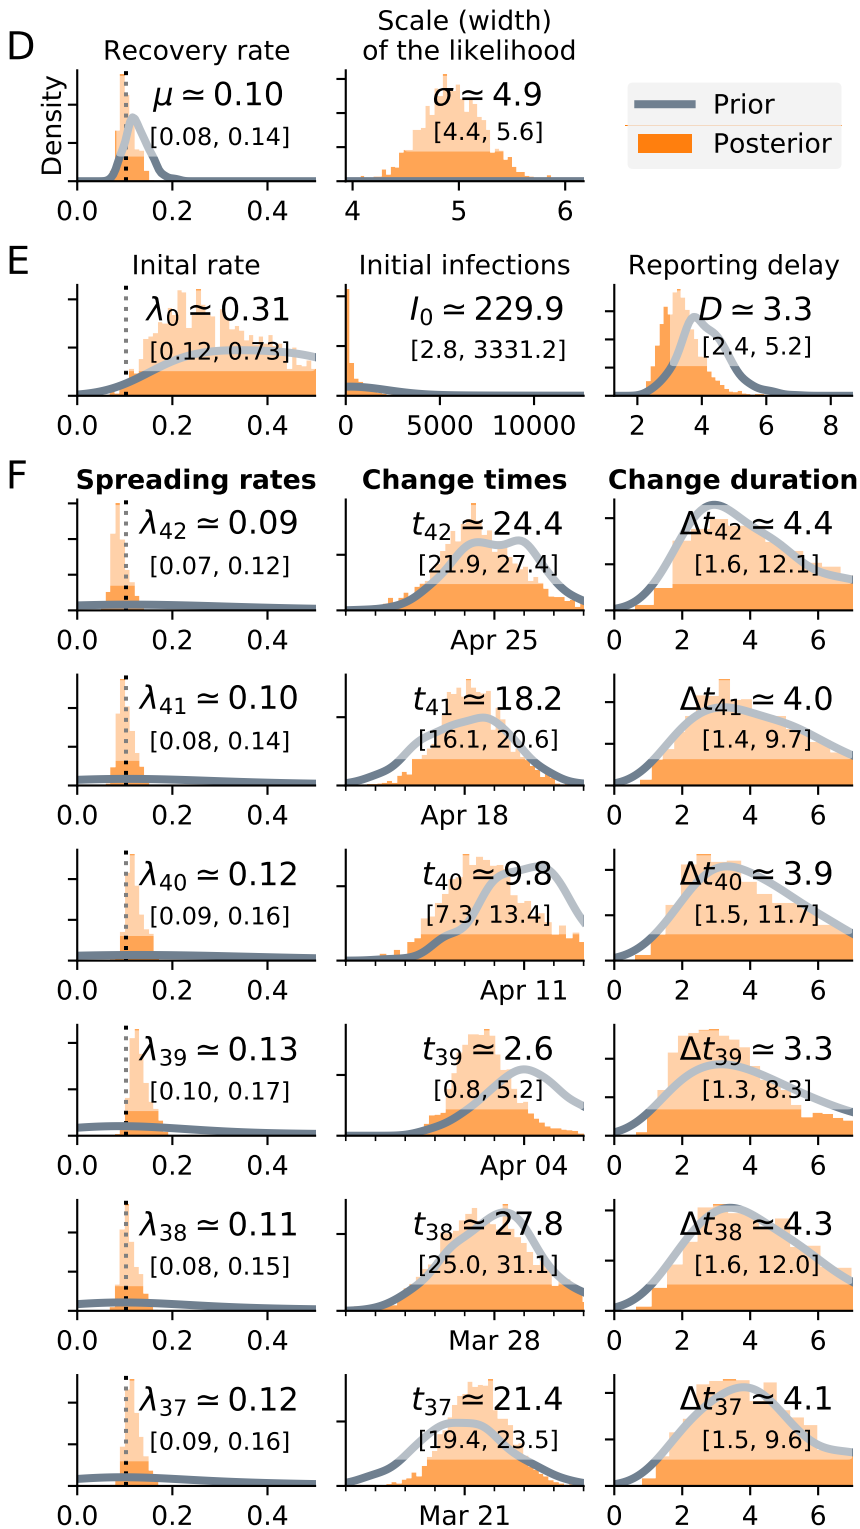 D
Recovery rate
Density
μ ≃ 0.10
[0.08, 0.14]
0.0 0.2 0.4
Scale (width)
of the likelihood
σ ≃ 4.9
[4.4, 5.6]
4 5 6
Prior
Posterior
E
Inital rate
λ0 ≃ 0.31
[0.12, 0.73]
0.0 0.2 0.4
Initial infections
I0 ≃ 229.9
[2.8, 3331.2]
0 5000 10000
Reporting delay
D ≃ 3.3
[2.4, 5.2]
2 4 6 8
F
Spreading rates Change times Change duration
λ42 ≃ 0.09
[0.07, 0.12]
0.0 0.2 0.4
t42 ≃ 24.4
[21.9, 27.4]
Apr 25
Δt42 ≃ 4.4
[1.6, 12.1]
0 2 4 6
λ41 ≃ 0.10
[0.08, 0.14]
0.0 0.2 0.4
t41 ≃ 18.2
[16.1, 20.6]
Apr 18
Δt41 ≃ 4.0
[1.4, 9.7]
0 2 4 6
λ40 ≃ 0.12
[0.09, 0.16]
0.0 0.2 0.4
t40 ≃ 9.8
[7.3, 13.4]
Apr 11
Δt40 ≃ 3.9
[1.5, 11.7]
0 2 4 6
λ39 ≃ 0.13
[0.10, 0.17]
0.0 0.2 0.4
t39 ≃ 2.6
[0.8, 5.2]
Apr 04
Δt39 ≃ 3.3
[1.3, 8.3]
0 2 4 6
λ38 ≃ 0.11
[0.08, 0.15]
0.0 0.2 0.4
t38 ≃ 27.8
[25.0, 31.1]
Mar 28
Δt38 ≃ 4.3
[1.6, 12.0]
0 2 4 6
λ37 ≃ 0.12
[0.09, 0.16]
0.0 0.2 0.4
t37 ≃ 21.4
[19.4, 23.5]
Mar 21
Δt37 ≃ 4.1
[1.5, 9.6]
0 2 4 6